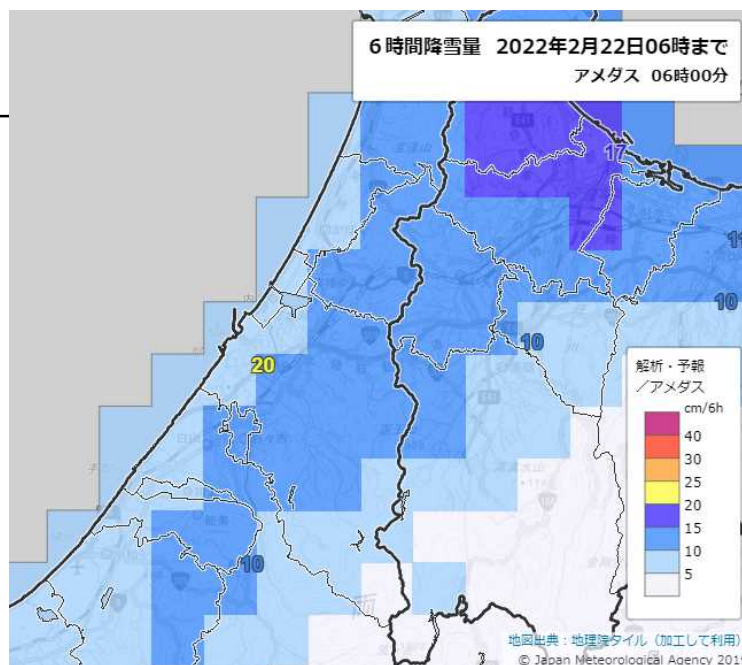 ６時間降雪量 2022年2月22日06時まで
アメダス 06時00分
17
11
10
10
20
10
解析・予報
／アメダス
cm/6h
40
30
25
20
15
10
5
地図出典：地理院タイル（加工して利用）
© Japan Meteorological Agency 201